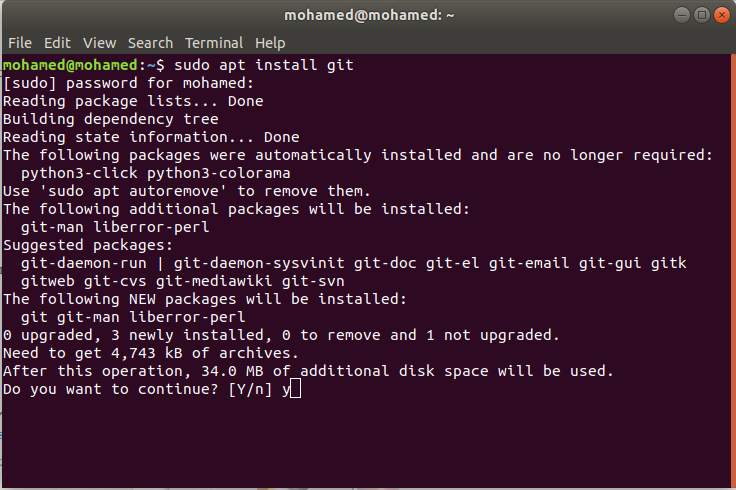 mohamed@mohamed: ~
File Edit View Search Terminal Help
mohamed@mohamed:~$ sudo apt install git
[sudo] password for mohamed:
Reading package lists... Done
Building dependency tree
Reading state information... Done
The following packages were automatically installed and are no longer required:
  python3-click python3-colorama
Use 'sudo apt autoremove' to remove them.
The following additional packages will be installed:
  git-man liberror-perl
Suggested packages:
  git-daemon-run | git-daemon-sysvinit git-doc git-el git-email git-gui gitk
  gitweb git-cvs git-mediawiki git-svn
The following NEW packages will be installed:
  git git-man liberror-perl
0 upgraded, 3 newly installed, 0 to remove and 1 not upgraded.
Need to get 4,743 kB of archives.
After this operation, 34.0 MB of additional disk space will be used.
Do you want to continue? [Y/n] y